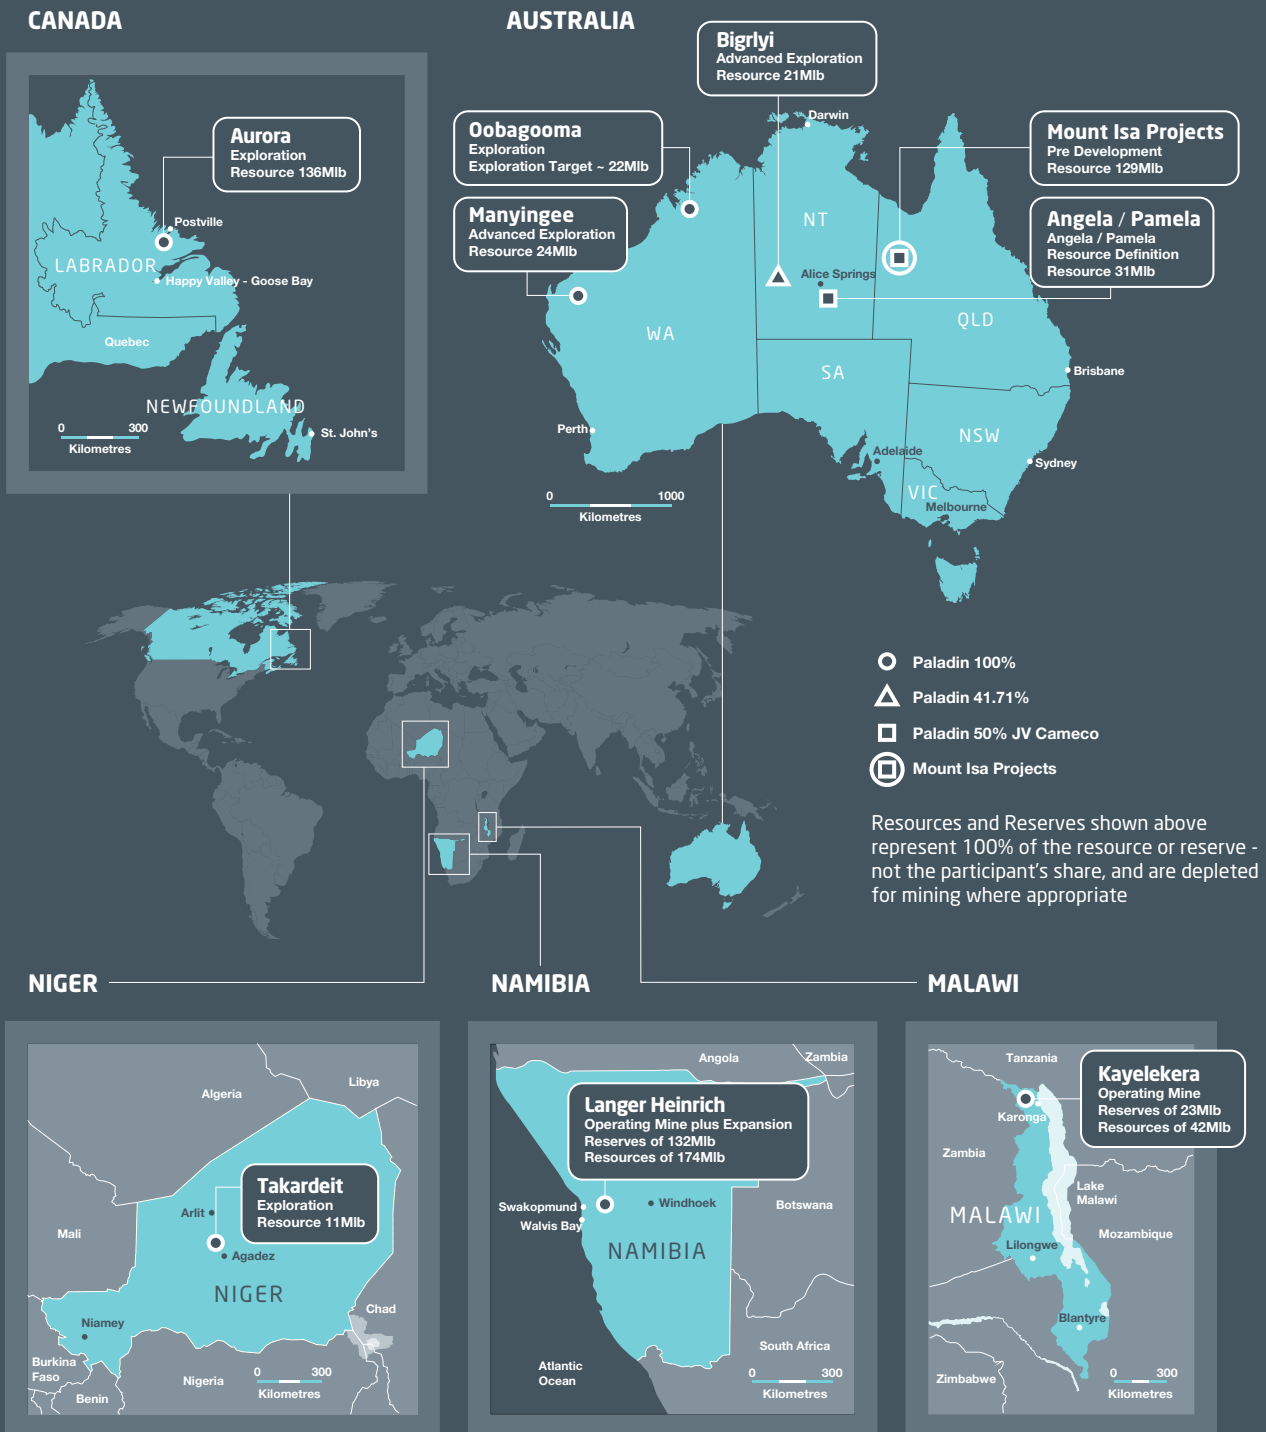 CANADA
Aurora
Exploration
Resource 136Mlb
Postville
LABRADOR
Happy Valley - Goose Bay
Quebec
NEWFOUNDLAND
St. John's
0 300
Kilometres
AUSTRALIA
Bigrlyi
Advanced Exploration
Resource 21Mlb
Oobagooma
Exploration
Exploration Target ~ 22Mlb
Manyingee
Advanced Exploration
Resource 24Mlb
Mount Isa Projects
Pre Development
Resource 129Mlb
Angela / Pamela
Angela / Pamela
Resource Definition
Resource 31Mlb
Darwin
NT
Alice Springs
WA
QLD
SA
Brisbane
NSW
Perth
Adelaide
Sydney
VIC
Melbourne
0 1000
Kilometres
Paladin 100%
Paladin 41.71%
Paladin 50% JV Cameco
Mount Isa Projects
Resources and Reserves shown above
represent 100% of the resource or reserve -
not the participant's share, and are depleted
for mining where appropriate
NIGER
Algeria
Libya
Takardeit
Exploration
Resource 11Mlb
Arlit
Mali
Agadez
NIGER
Chad
Niamey
Burkina
Faso
Benin
Nigeria
0 300
Kilometres
NAMIBIA
Angola
Zambia
Langer Heinrich
Operating Mine plus Expansion
Reserves of 132Mlb
Resources of 174Mlb
Swakopmund
Walvis Bay
Windhoek
Botswana
NAMIBIA
South Africa
Atlantic
Ocean
0 300
Kilometres
MALAWI
Tanzania
Kayelekera
Operating Mine
Reserves of 23Mlb
Resources of 42Mlb
Karonga
Zambia
Lake
Malawi
MALAWI
Mozambique
Lilongwe
Blantyre
Zimbabwe
0 300
Kilometres